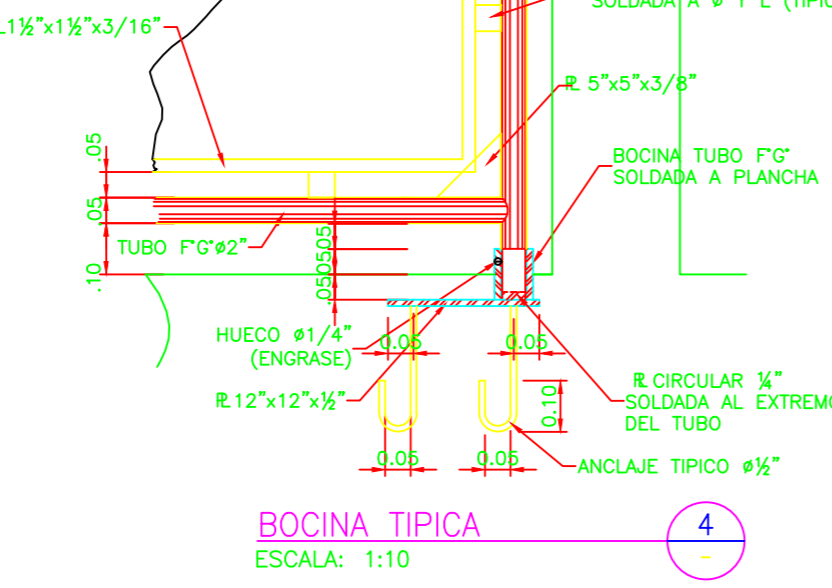 SOLDADA A ø Y L (TIPIC
L1½"x1½"x3/16"
℞ 5"x5"x3/8"
.05
BOCINA TUBO F°G°
SOLDADA A PLANCHA
.05
TUBO F°G°ø2"
.05
.05
.05
.10
HUECO ø1/4"
(ENGRASE)
0.05
0.05
℞ 12"x12"x½"
℞ CIRCULAR ¼"
SOLDADA AL EXTREMO
DEL TUBO
0.10
0.05
0.05
ANCLAJE TIPICO ø½"
BOCINA TIPICA
4
-
ESCALA: 1:10